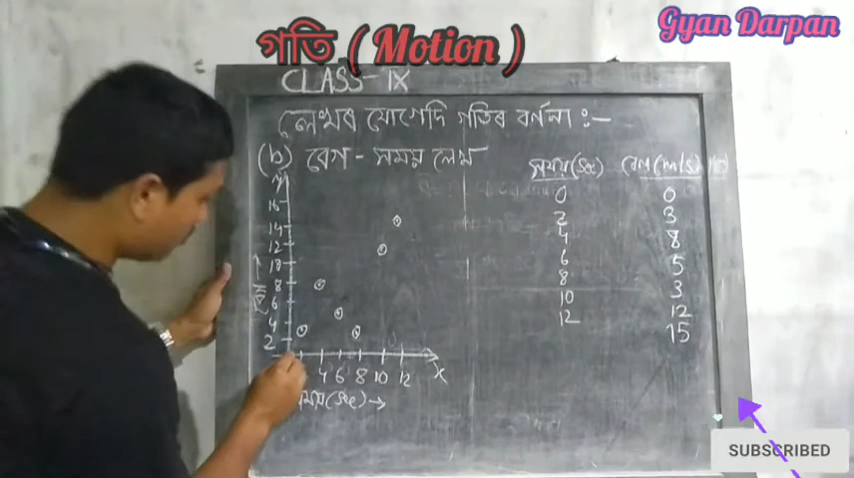 Gyan Darpan
গতি ( Motion )
CLASS-IX
লেখৰ যোগেদি গতিৰ বৰ্ণনা :-
(b) বেগ - সময় লেখ
সময় (Sec) বেগ (m/s)
0 0
2 3
4 8
6 5
8 3
10 12
12 15
Y
16
14
12
10
8
6
4
2
4 6 8 10 12 X
(Sec) →
SUBSCRIBED